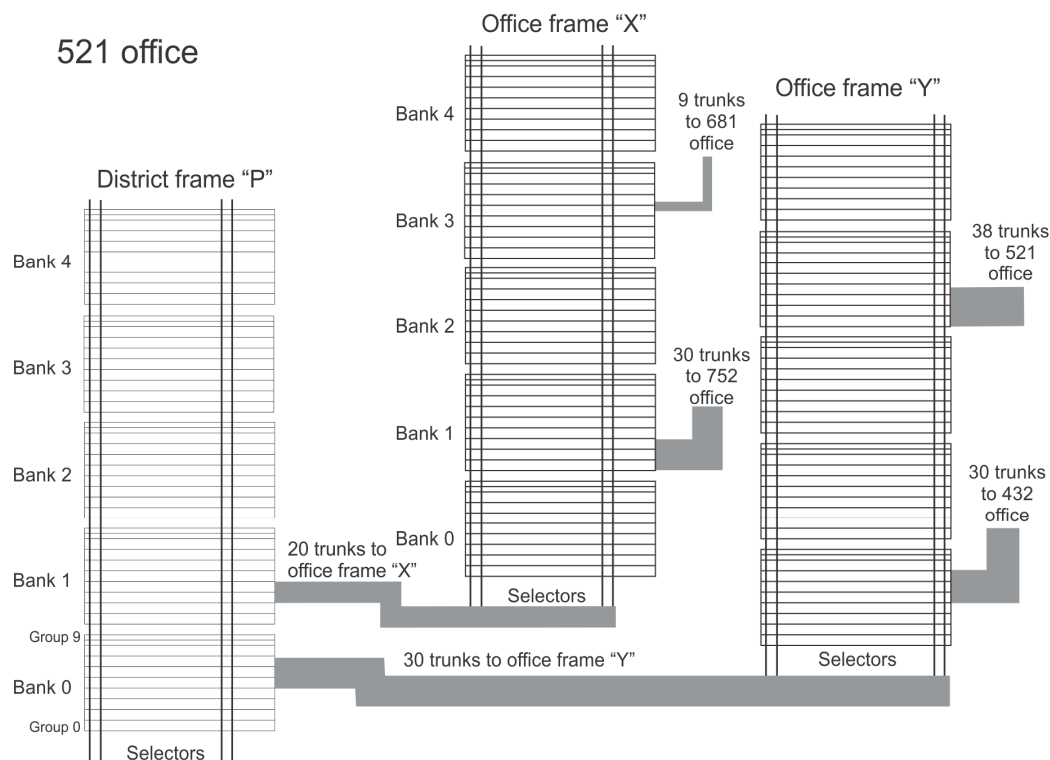 521 office
Office frame “X”
Office frame “Y”
District frame “P”
Bank 4
Bank 3
Bank 2
Bank 1
Group 9
Bank 0
Group 0
Selectors
20 trunks to
office frame “X”
30 trunks to office frame “Y”
Bank 4
Bank 3
Bank 2
Bank 1
Bank 0
Selectors
9 trunks
to 681
office
30 trunks
to 752
office
38 trunks
to 521
office
30 trunks
to 432
office
Selectors